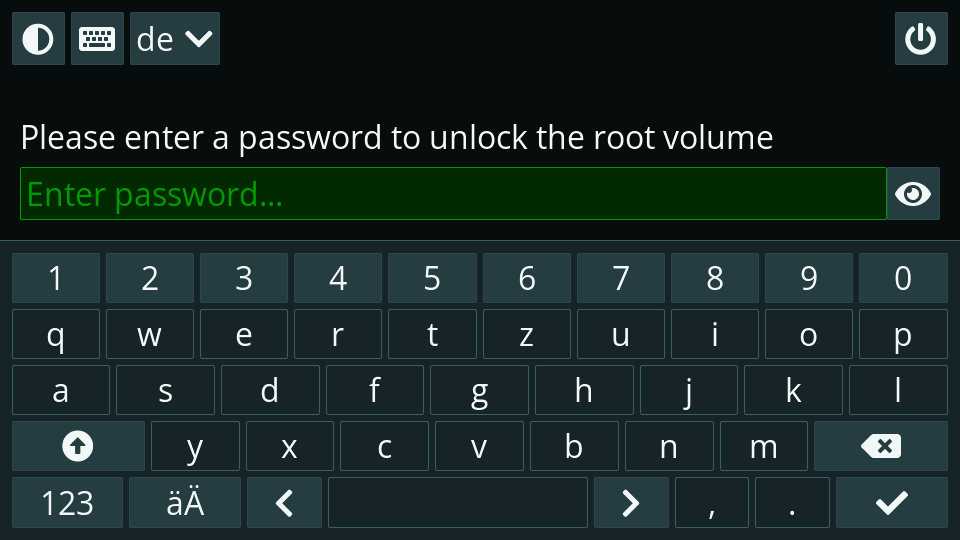 de
Please enter a password to unlock the root volume
Enter password...
1 2 3 4 5 6 7 8 9 0
q w e r t z u i o p
a s d f g h j k l
y x c v b n m
123 äÄ , .